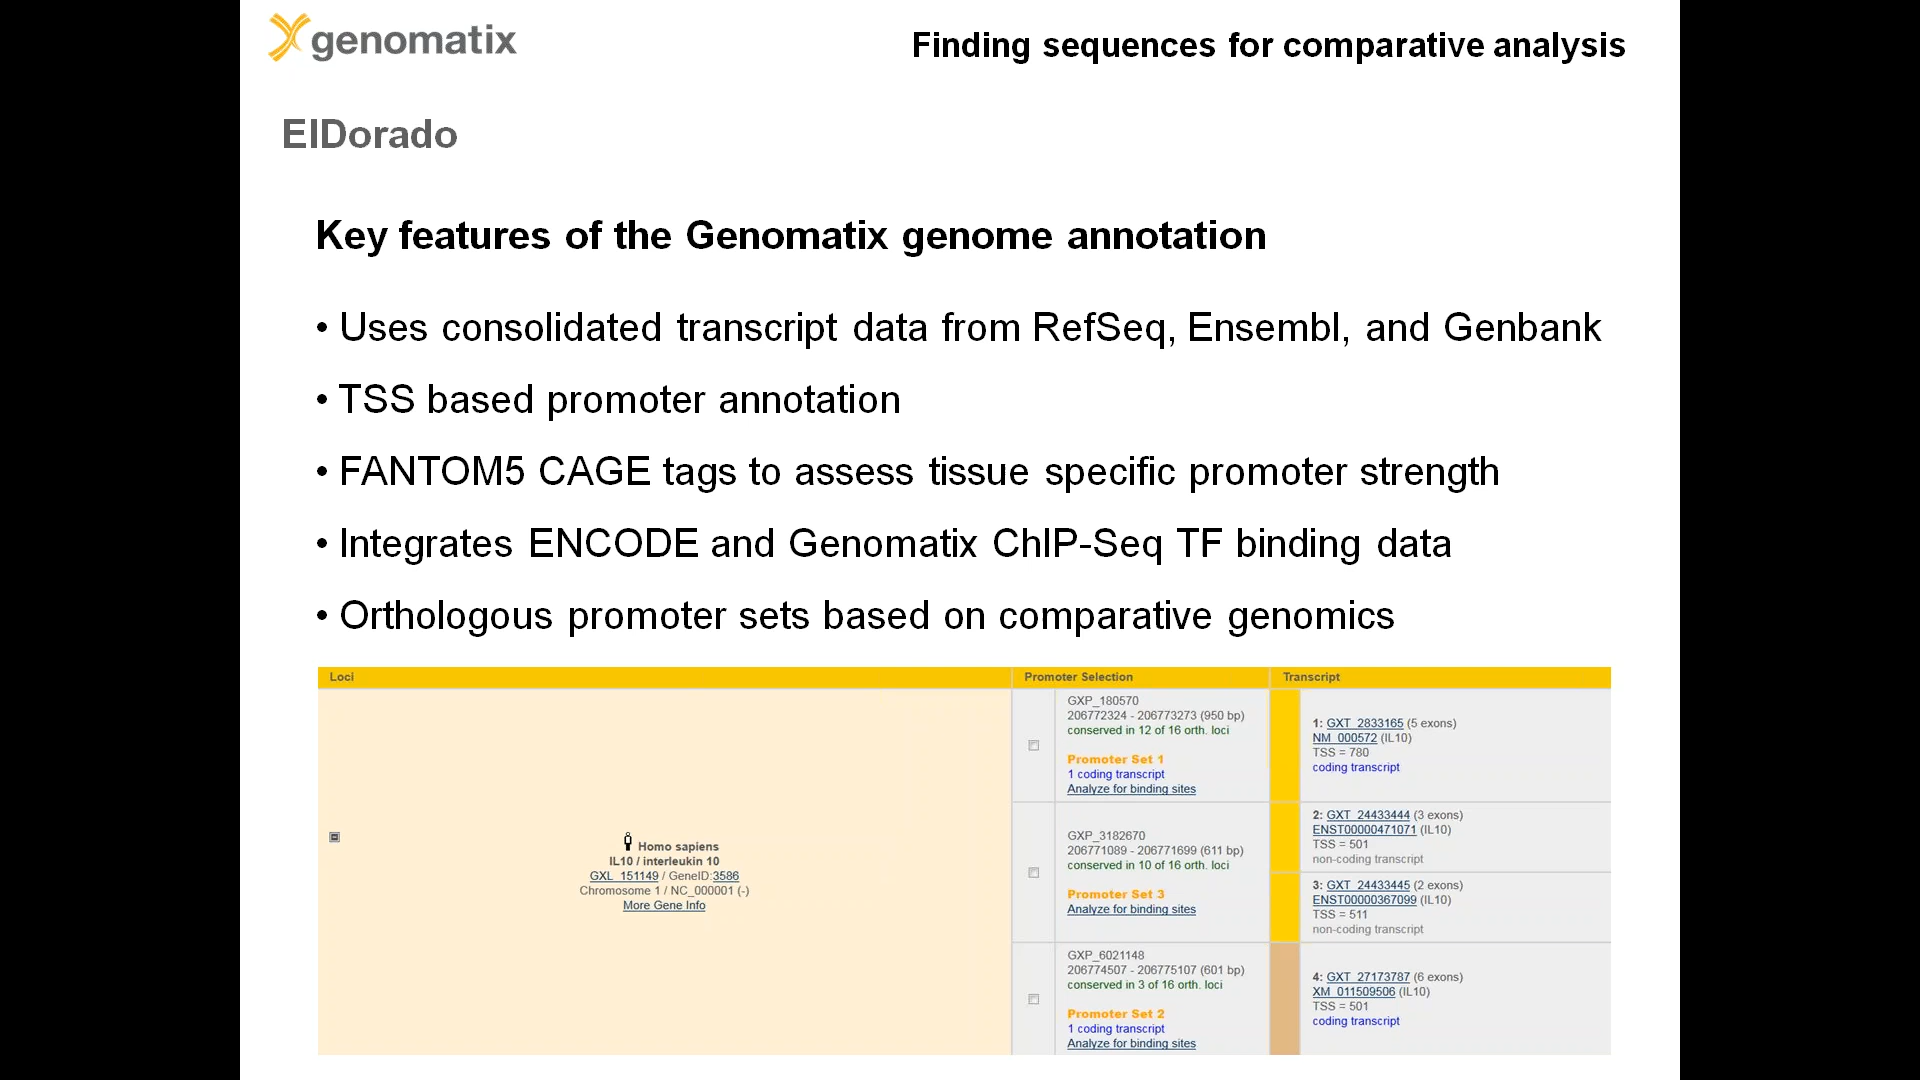 genomatix
Finding sequences for comparative analysis
ElDorado
Key features of the Genomatix genome annotation
• Uses consolidated transcript data from RefSeq, Ensembl, and Genbank
• TSS based promoter annotation
• FANTOM5 CAGE tags to assess tissue specific promoter strength
• Integrates ENCODE and Genomatix ChIP-Seq TF binding data
• Orthologous promoter sets based on comparative genomics
Loci
Promoter Selection
Transcript
Homo sapiens
IL10 / interleukin 10
GXL_151149 / GeneID:3586
Chromosome 1 / NC_000001 (-)
More Gene Info
GXP_180570
206772324 - 206773273 (950 bp)
conserved in 12 of 16 orth. loci
Promoter Set 1
1 coding transcript
Analyze for binding sites
1: GXT_2833165 (5 exons)
NM_000572 (IL10)
TSS = 780
coding transcript
GXP_3182670
206771089 - 206771699 (611 bp)
conserved in 10 of 16 orth. loci
Promoter Set 3
Analyze for binding sites
2: GXT_24433444 (3 exons)
ENST00000471071 (IL10)
TSS = 501
non-coding transcript
3: GXT_24433445 (2 exons)
ENST00000367099 (IL10)
TSS = 511
non-coding transcript
GXP_6021148
206774507 - 206775107 (601 bp)
conserved in 3 of 16 orth. loci
Promoter Set 2
1 coding transcript
Analyze for binding sites
4: GXT_27173787 (6 exons)
XM_011509506 (IL10)
TSS = 501
coding transcript